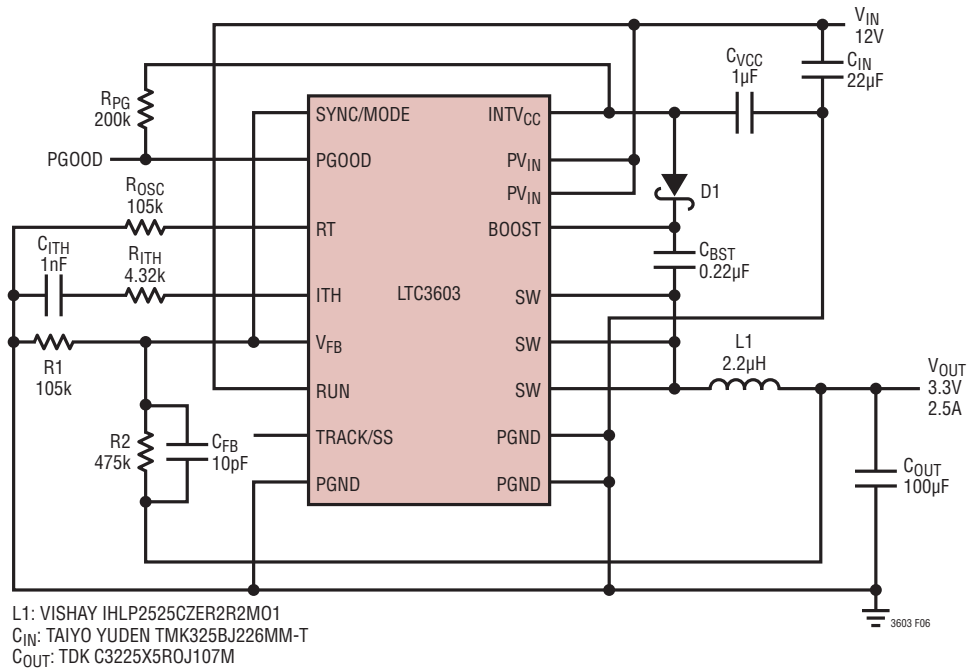 VIN
12V
CVCC
1µF
CIN
22µF
RPG
200k
PGOOD
ROSC
105k
CITH
1nF
RITH
4.32k
R1
105k
R2
475k
CFB
10pF
SYNC/MODE
PGOOD
RT
ITH
VFB
RUN
TRACK/SS
PGND
LTC3603
INTVCC
PVIN
PVIN
BOOST
SW
SW
SW
PGND
PGND
D1
CBST
0.22µF
L1
2.2µH
VOUT
3.3V
2.5A
COUT
100µF
3603 F06
L1: VISHAY IHLP2525CZER2R2MO1
CIN: TAIYO YUDEN TMK325BJ226MM-T
COUT: TDK C3225X5ROJ107M